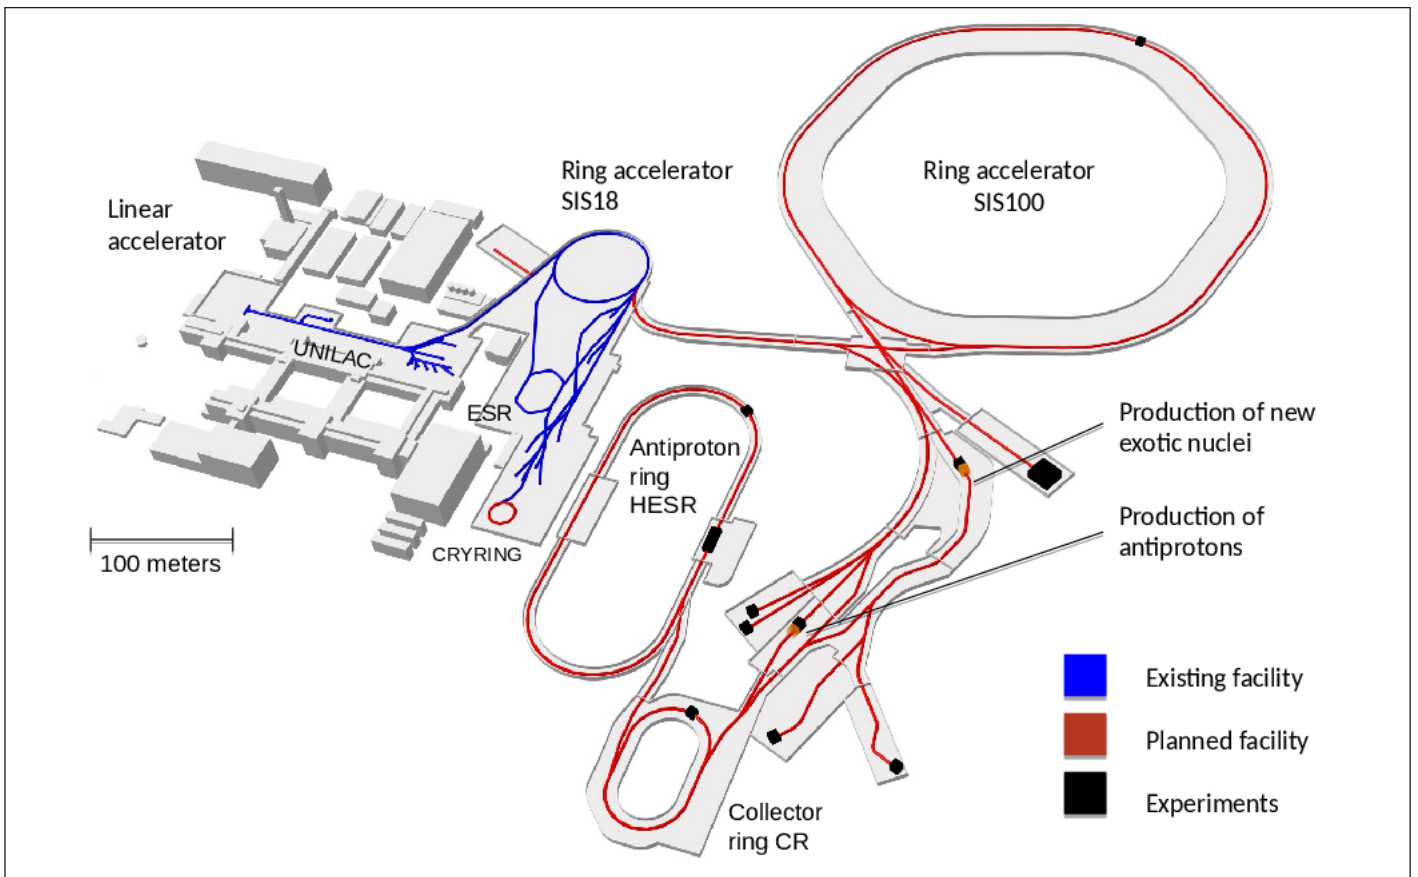 Linear
accelerator
Ring accelerator
SIS18
Ring accelerator
SIS100
UNILAC
ESR
CRYRING
100 meters
Antiproton
ring
HESR
Production of new
exotic nuclei
Production of
antiprotons
Collector
ring CR
Existing facility
Planned facility
Experiments